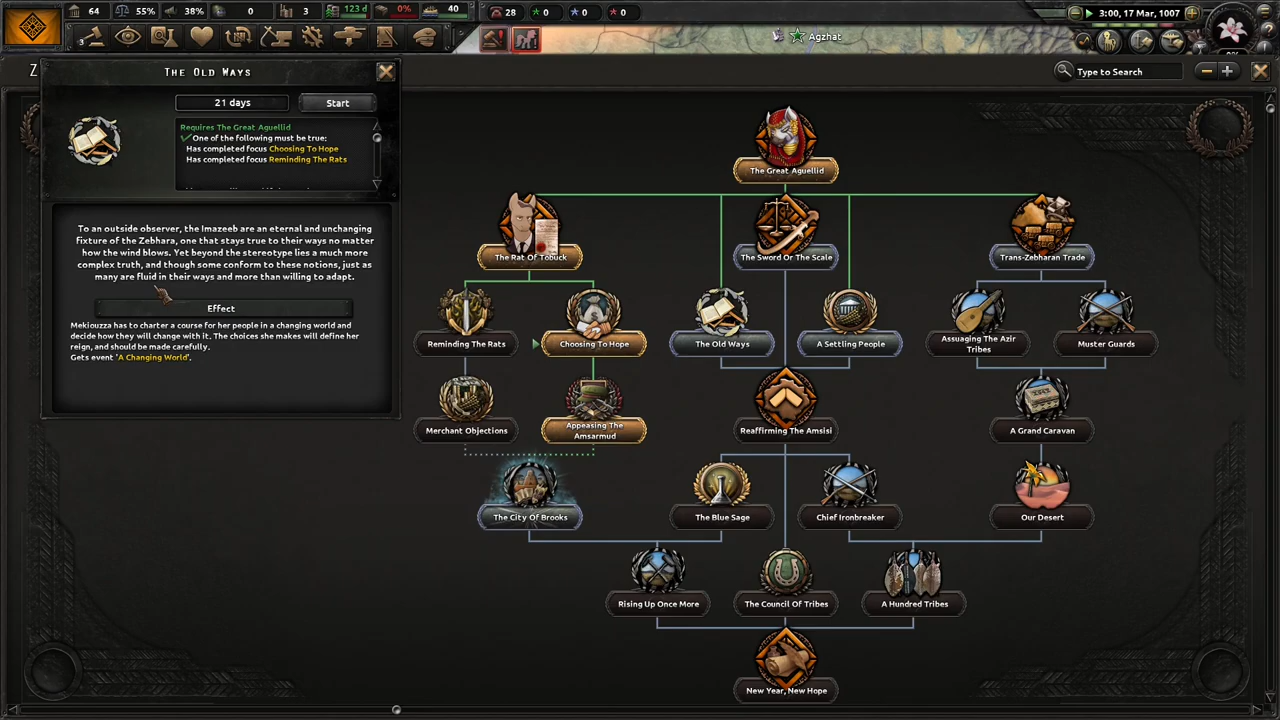 64
55%
38%
0
3
123 d
0%
40
28
0
0
0
3:00, 17 Mar, 1007
3
Agzhat
Z
The Old Ways
Type to Search
21 days
Start
Requires The Great Aguellid
One of the following must be true:
Has completed focus Choosing To Hope
Has completed focus Reminding The Rats
To an outside observer, the Imazeeb are an eternal and unchanging
fixture of the Zebhara, one that stays true to their ways no matter
how the wind blows. Yet beyond the stereotype lies a much more
complex truth, and though some conform to these notions, just as
many are fluid in their ways and more than willing to adapt.
Effect
Mekiouzza has to charter a course for her people in a changing world and
decide how they will change with it. The choices she makes will define her
reign, and should be made carefully.
Gets event 'A Changing World'.
The Great Aguellid
The Rat Of Tobuck
The Sword Or The Scale
Trans-Zebharan Trade
Reminding The Rats
Choosing To Hope
The Old Ways
A Settling People
Assuaging The Azir
Tribes
Muster Guards
Merchant Objections
Appeasing The
Amsarmud
Reaffirming The Amsisi
A Grand Caravan
The City Of Brooks
The Blue Sage
Chief Ironbreaker
Our Desert
Rising Up Once More
The Council Of Tribes
A Hundred Tribes
New Year, New Hope